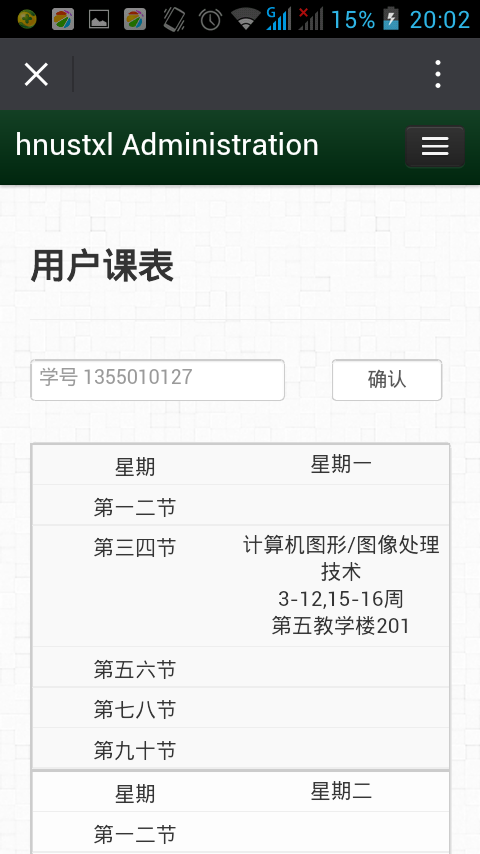 G 15% 20:02
hnustxl Administration
用户课表
学号 1355010127 确认
星期 星期一
第一二节
第三四节 计算机图形/图像处理
技术
3-12,15-16周
第五教学楼201
第五六节
第七八节
第九十节
星期 星期二
第一二节